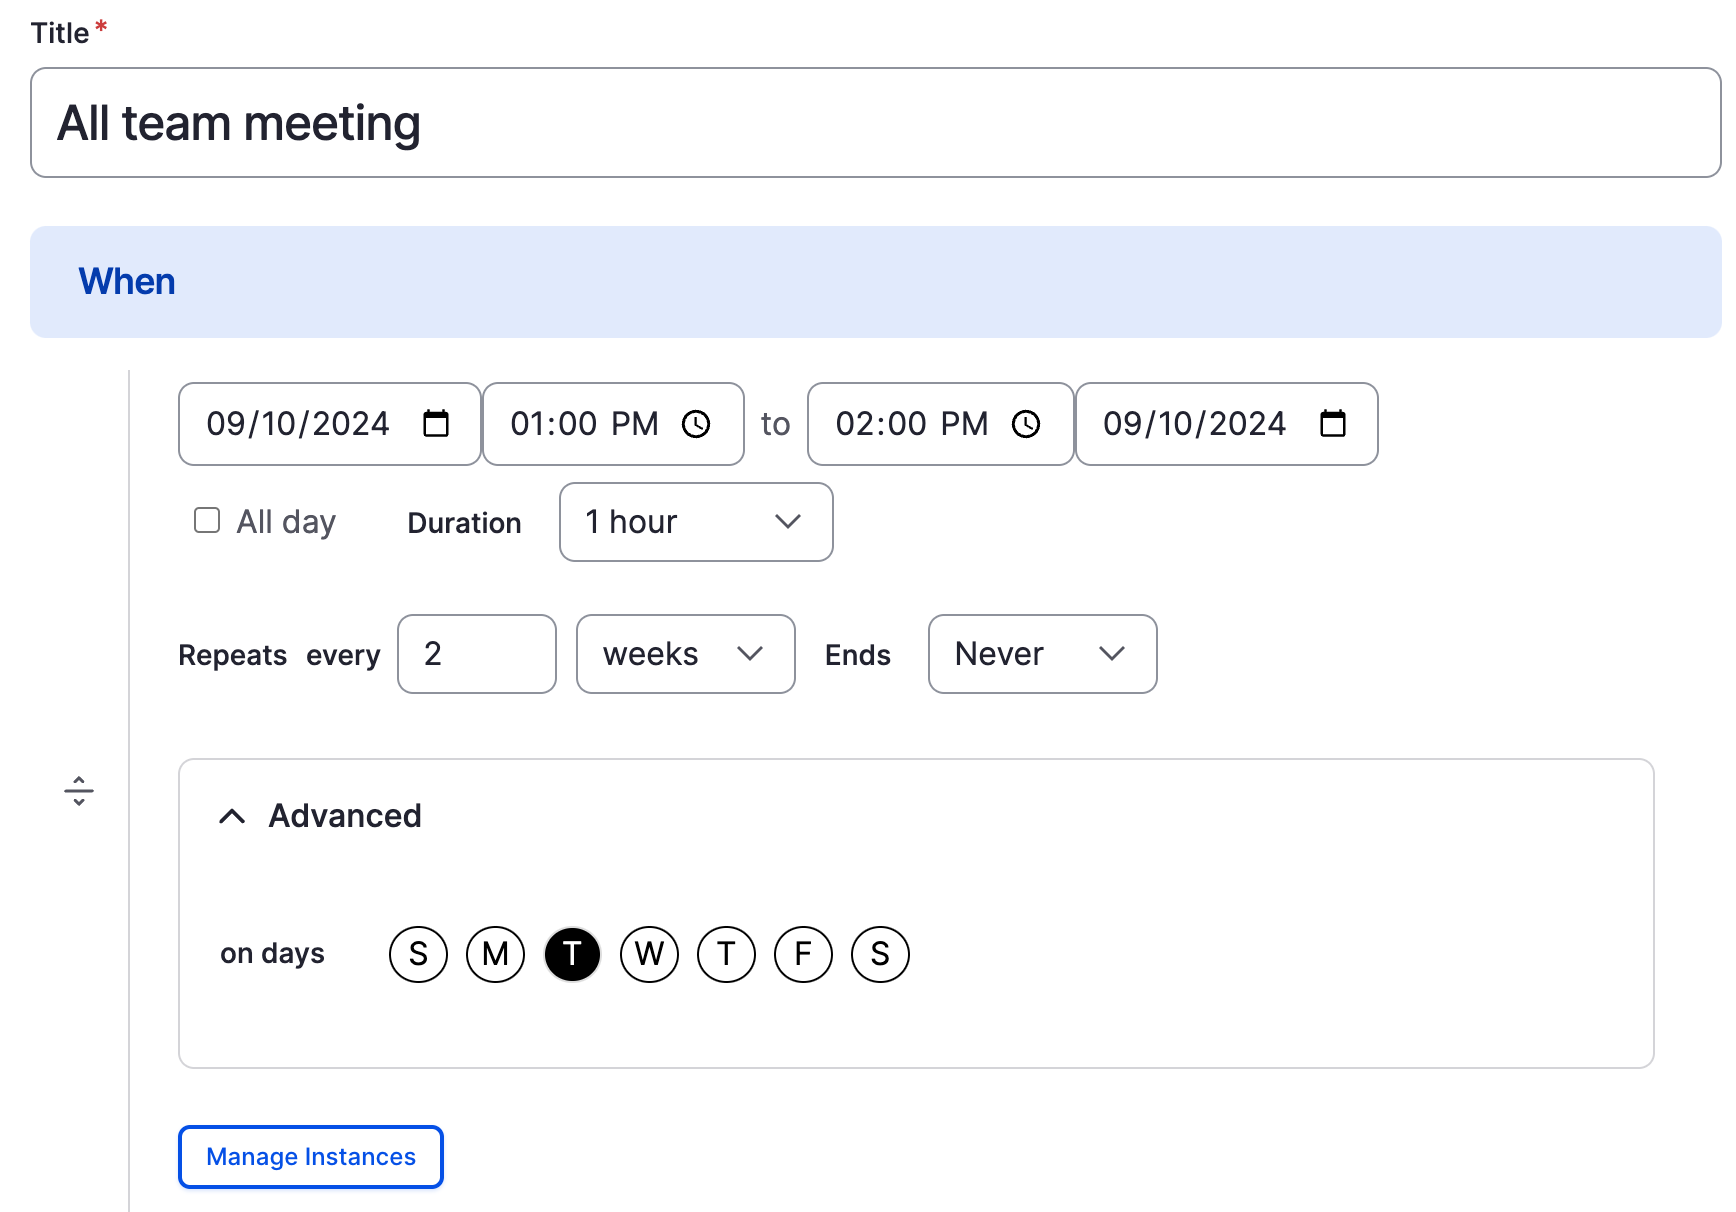 Title*
All team meeting
When
09/10/2024 01:00 PM to 02:00 PM 09/10/2024
All day Duration 1 hour
Repeats every 2 weeks Ends Never
Advanced
on days S M T W T F S
Manage Instances